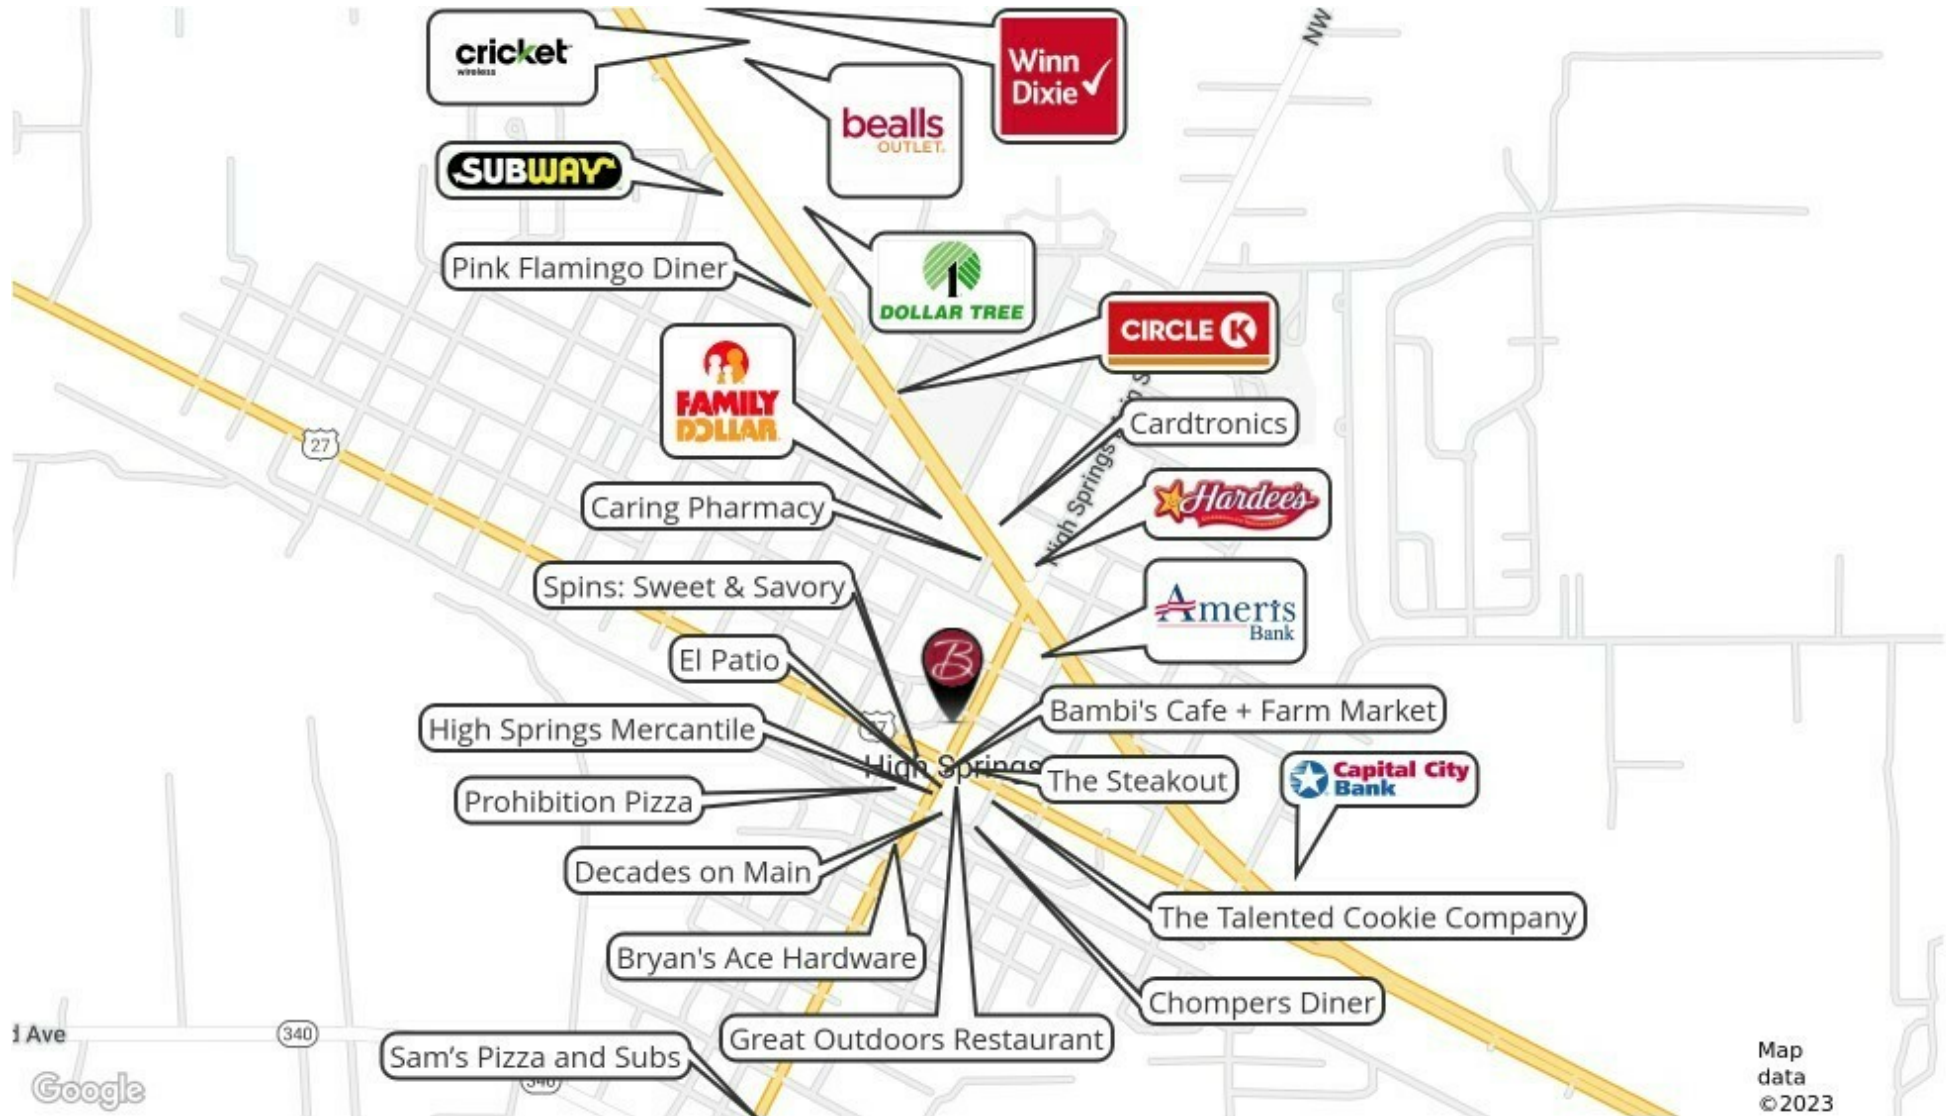 cricket
wireless
Winn
Dixie
NW
bealls
OUTLET.
SUBWAY
Pink Flamingo Diner
1
DOLLAR TREE
CIRCLE K
FAMILY
DOLLAR
Cardtronics
27
High Springs
Hardee's
Caring Pharmacy
Spins: Sweet & Savory
Ameris
Bank
El Patio
B
High Springs Mercantile
Bambi's Cafe + Farm Market
High Springs
The Steakout
Capital City
Bank
Prohibition Pizza
Decades on Main
The Talented Cookie Company
Bryan's Ace Hardware
Chompers Diner
d Ave
340
Great Outdoors Restaurant
Sam's Pizza and Subs
340
Google
Map
data
©2023